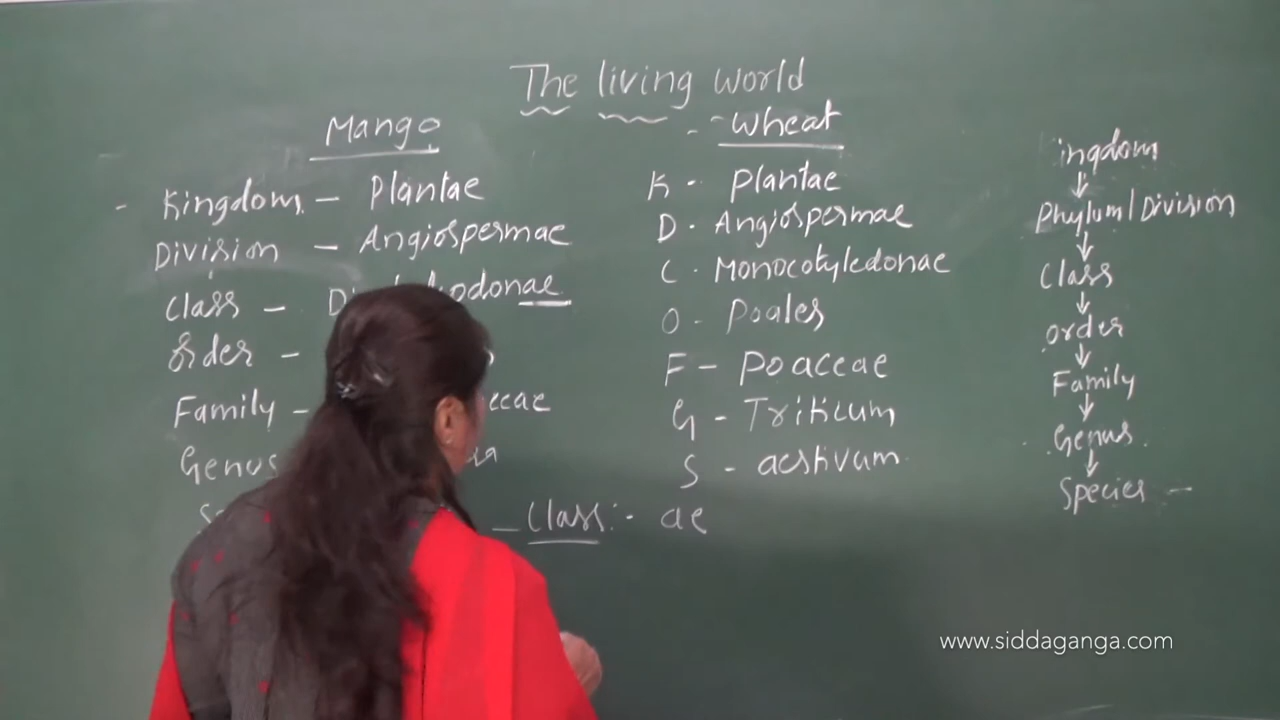 The living world
Mango
Kingdom - Plantae
Division - Angiospermae
Class -
Order -
Family -
Genus
- Wheat
K - Plantae
D - Angiospermae
C - Monocotyledonae
O - Poales
F - Poaceae
G - Triticum
S - aestivum
Class :- ae
ingdom
Phylum/Division
Class
order
Family
Genus
Species -
www.siddaganga.com